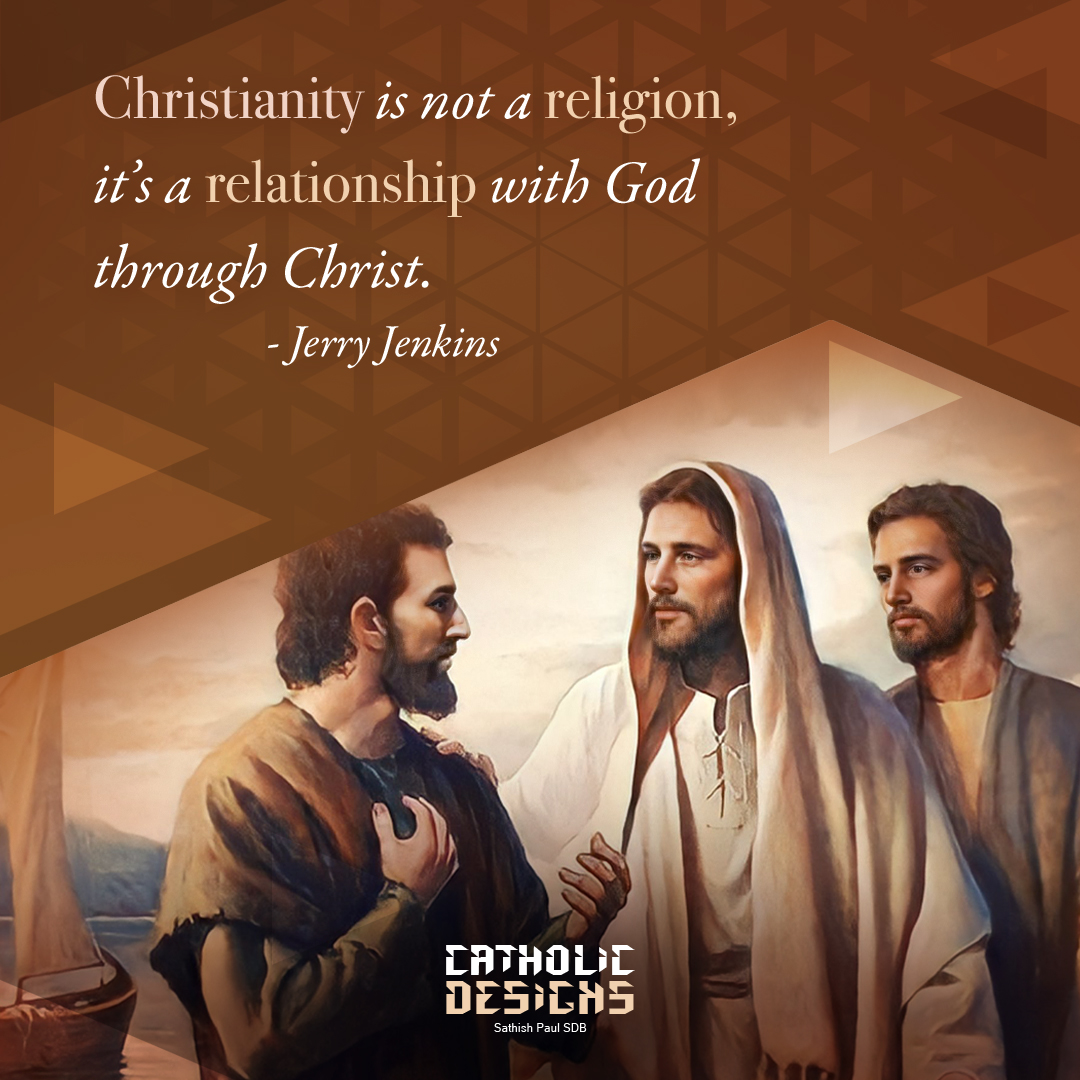 Christianity is not a religion,
it’s a relationship with God
through Christ.
- Jerry Jenkins
CATHOLIC
DESIGNS
Sathish Paul SDB